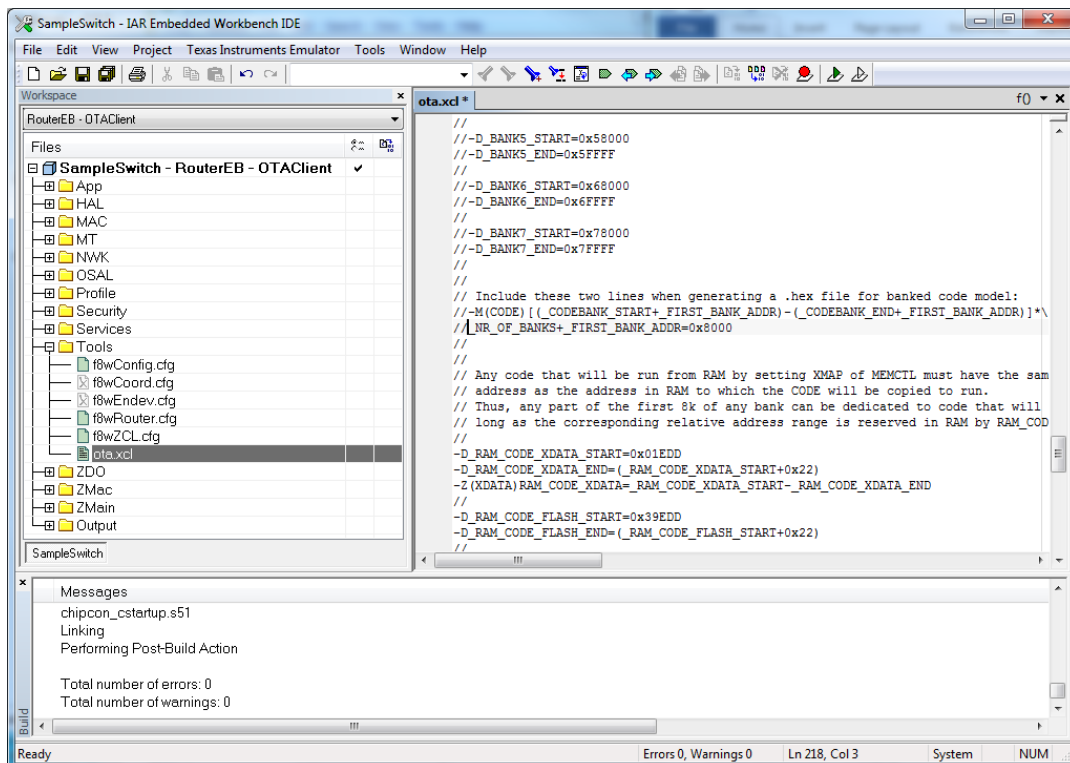 SampleSwitch - IAR Embedded Workbench IDE
File Edit View Project Texas Instruments Emulator Tools Window Help
Workspace
RouterEB - OTAClient
Files
SampleSwitch - RouterEB - OTAClient
App
HAL
MAC
MT
NWK
OSAL
Profile
Security
Services
Tools
f8wConfig.cfg
f8wCoord.cfg
f8wEndev.cfg
f8wRouter.cfg
f8wZCL.cfg
ota.xcl
ZDO
ZMac
ZMain
Output
SampleSwitch
ota.xcl *
f()
//
//-D_BANK5_START=0x58000
//-D_BANK5_END=0x5FFFF
//
//-D_BANK6_START=0x68000
//-D_BANK6_END=0x6FFFF
//
//-D_BANK7_START=0x78000
//-D_BANK7_END=0x7FFFF
//
//
// Include these two lines when generating a .hex file for banked code model:
//-M(CODE)[(_CODEBANK_START+_FIRST_BANK_ADDR)-(_CODEBANK_END+_FIRST_BANK_ADDR)]*\
//_NR_OF_BANKS+_FIRST_BANK_ADDR=0x8000
//
//
// Any code that will be run from RAM by setting XMAP of MEMCTL must have the sam
// address as the address in RAM to which the CODE will be copied to run.
// Thus, any part of the first 8k of any bank can be dedicated to code that will
// long as the corresponding relative address range is reserved in RAM by RAM_COD
//
-D_RAM_CODE_XDATA_START=0x01EDD
-D_RAM_CODE_XDATA_END=(_RAM_CODE_XDATA_START+0x22)
-Z(XDATA)RAM_CODE_XDATA=_RAM_CODE_XDATA_START-_RAM_CODE_XDATA_END
//
-D_RAM_CODE_FLASH_START=0x39EDD
-D_RAM_CODE_FLASH_END=(_RAM_CODE_FLASH_START+0x22)
//
Messages
chipcon_cstartup.s51
Linking
Performing Post-Build Action
Total number of errors: 0
Total number of warnings: 0
Build
Ready
Errors 0, Warnings 0
Ln 218, Col 3
System
NUM